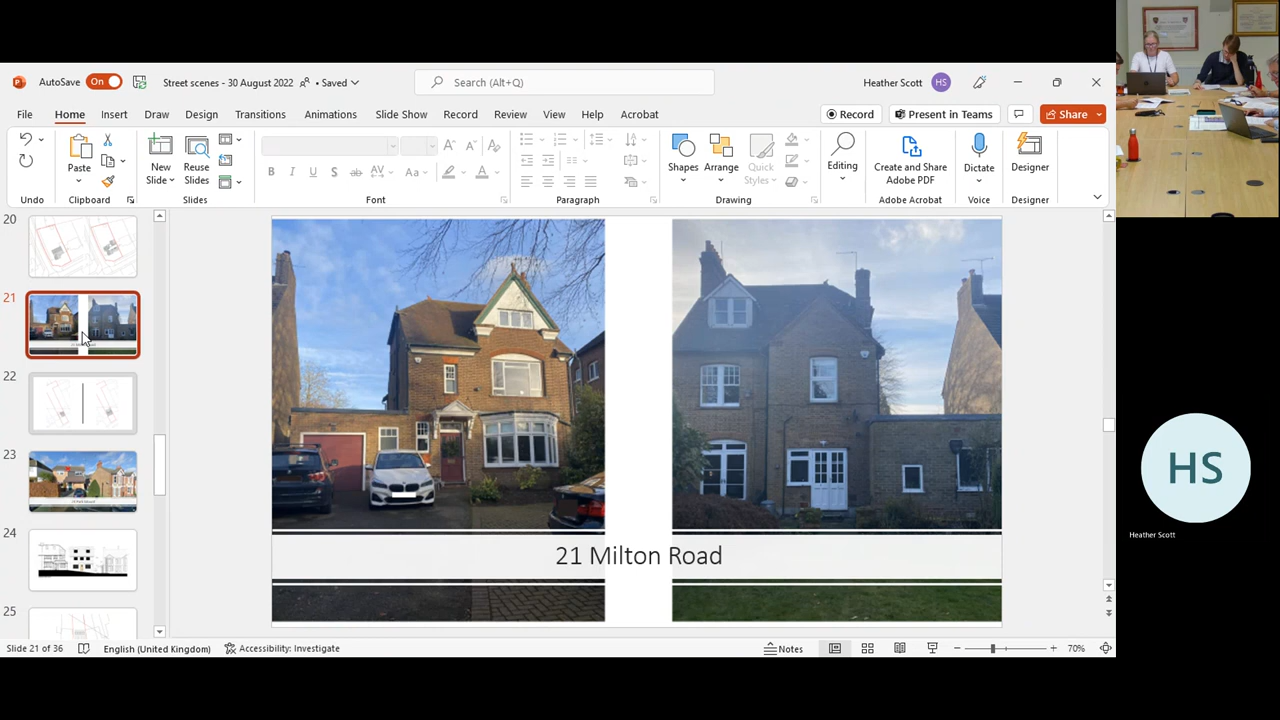 AutoSave On Street scenes - 30 August 2022 • Saved Search (Alt+Q) Heather Scott HS
File Home Insert Draw Design Transitions Animations Slide Show Record Review View Help Acrobat Record Present in Teams Share
Paste New Slide Reuse Slides Shapes Arrange Quick Styles Editing Create and Share Adobe PDF Dictate Designer
Undo Clipboard Slides Font Paragraph Drawing Adobe Acrobat Voice Designer
B I U S ab AV Aa A A A
20
21
22
23
24
25
21 Milton Road
HS
Heather Scott
Slide 21 of 36 English (United Kingdom) Accessibility: Investigate Notes 70%